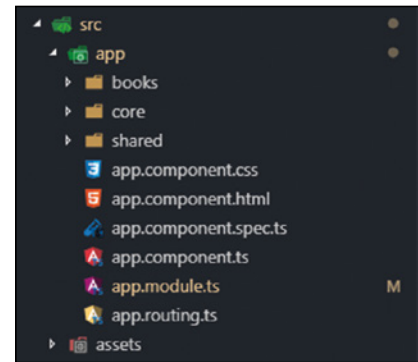 src
app
books
core
shared
app.component.css
app.component.html
app.component.spec.ts
app.component.ts
app.module.ts M
app.routing.ts
assets